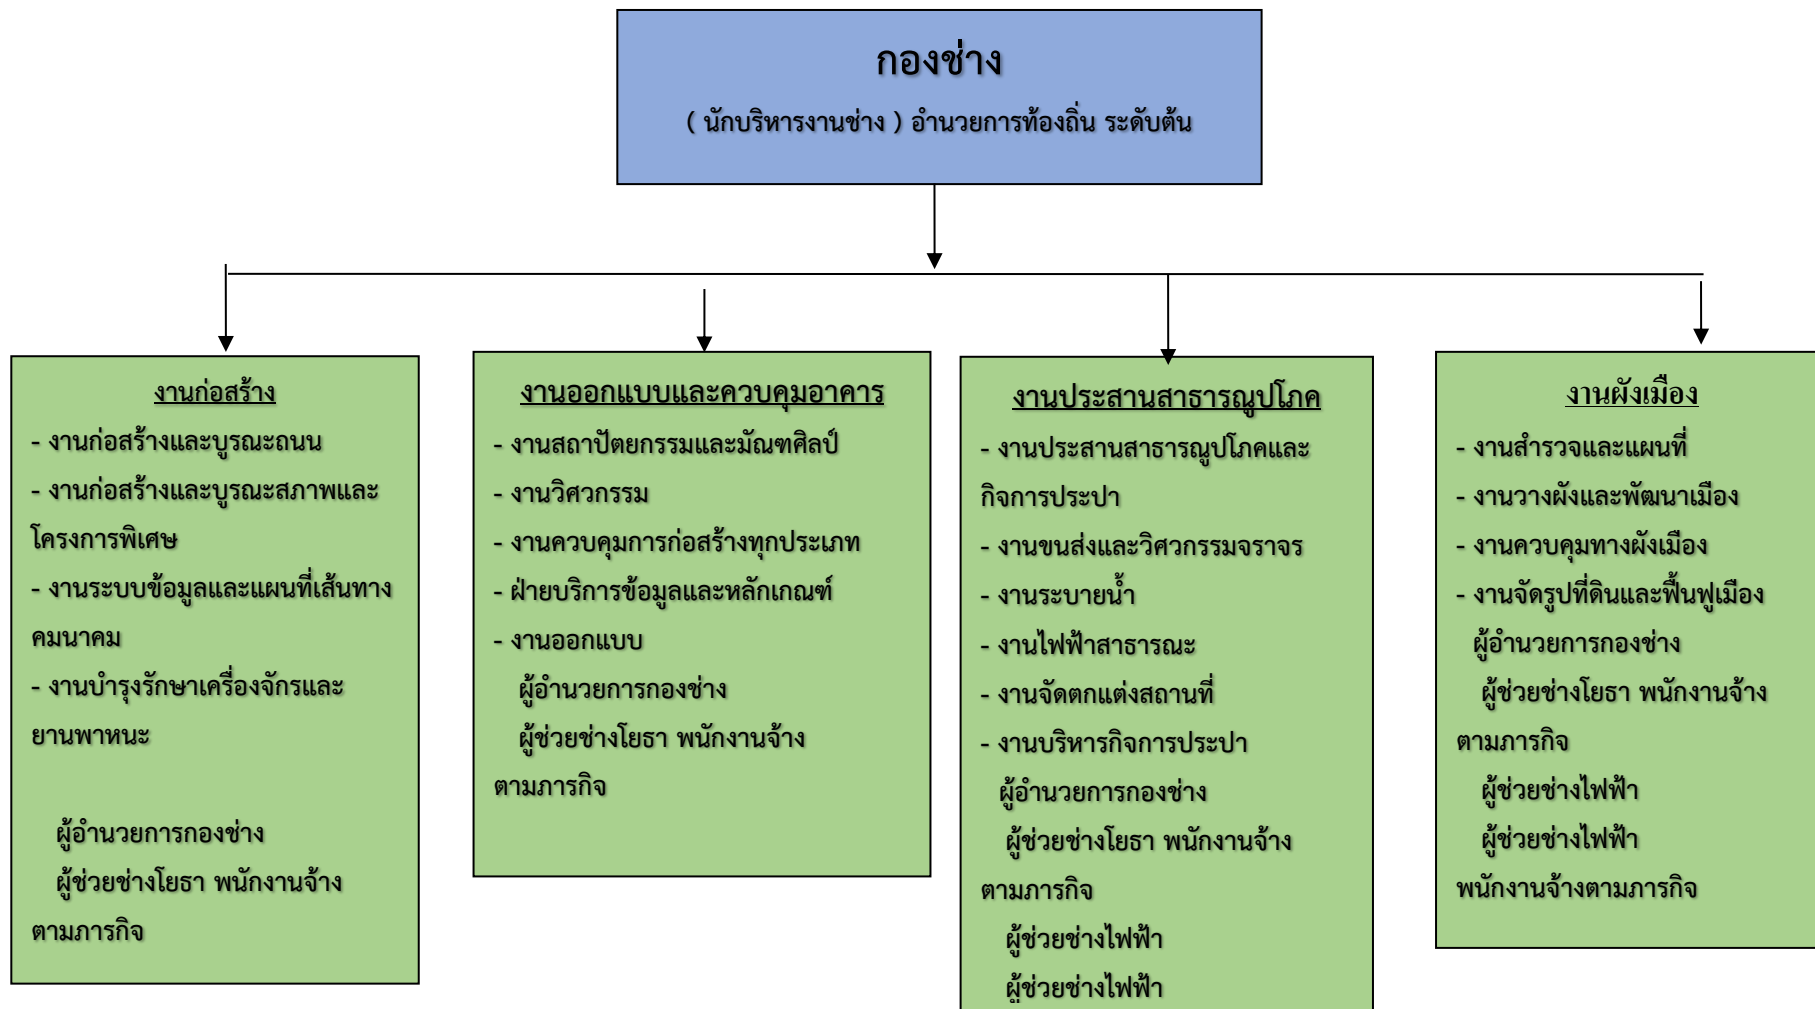 กองช่าง
( นักบริหารงานช่าง ) อำนวยการท้องถิ่น ระดับต้น
งานก่อสร้าง
- งานก่อสร้างและบูรณะถนน
- งานก่อสร้างและบูรณะสภาพและ
โครงการพิเศษ
- งานระบบข้อมูลและแผนที่เส้นทาง
คมนาคม
- งานบำรุงรักษาเครื่องจักรและ
ยานพาหนะ
ผู้อำนวยการกองช่าง
ผู้ช่วยช่างโยธา พนักงานจ้าง
ตามภารกิจ
งานออกแบบและควบคุมอาคาร
- งานสถาปัตยกรรมและมัณฑศิลป์
- งานวิศวกรรม
- งานควบคุมการก่อสร้างทุกประเภท
- ฝ่ายบริการข้อมูลและหลักเกณฑ์
- งานออกแบบ
ผู้อำนวยการกองช่าง
ผู้ช่วยช่างโยธา พนักงานจ้าง
ตามภารกิจ
งานประสานสาธารณูปโภค
- งานประสานสาธารณูปโภคและ
กิจการประปา
- งานขนส่งและวิศวกรรมจราจร
- งานระบายน้ำ
- งานไฟฟ้าสาธารณะ
- งานจัดตกแต่งสถานที่
- งานบริหารกิจการประปา
ผู้อำนวยการกองช่าง
ผู้ช่วยช่างโยธา พนักงานจ้าง
ตามภารกิจ
ผู้ช่วยช่างไฟฟ้า
ผู้ช่วยช่างไฟฟ้า
งานผังเมือง
- งานสำรวจและแผนที่
- งานวางผังและพัฒนาเมือง
- งานควบคุมทางผังเมือง
- งานจัดรูปที่ดินและฟื้นฟูเมือง
ผู้อำนวยการกองช่าง
ผู้ช่วยช่างโยธา พนักงานจ้าง
ตามภารกิจ
ผู้ช่วยช่างไฟฟ้า
ผู้ช่วยช่างไฟฟ้า
พนักงานจ้างตามภารกิจ